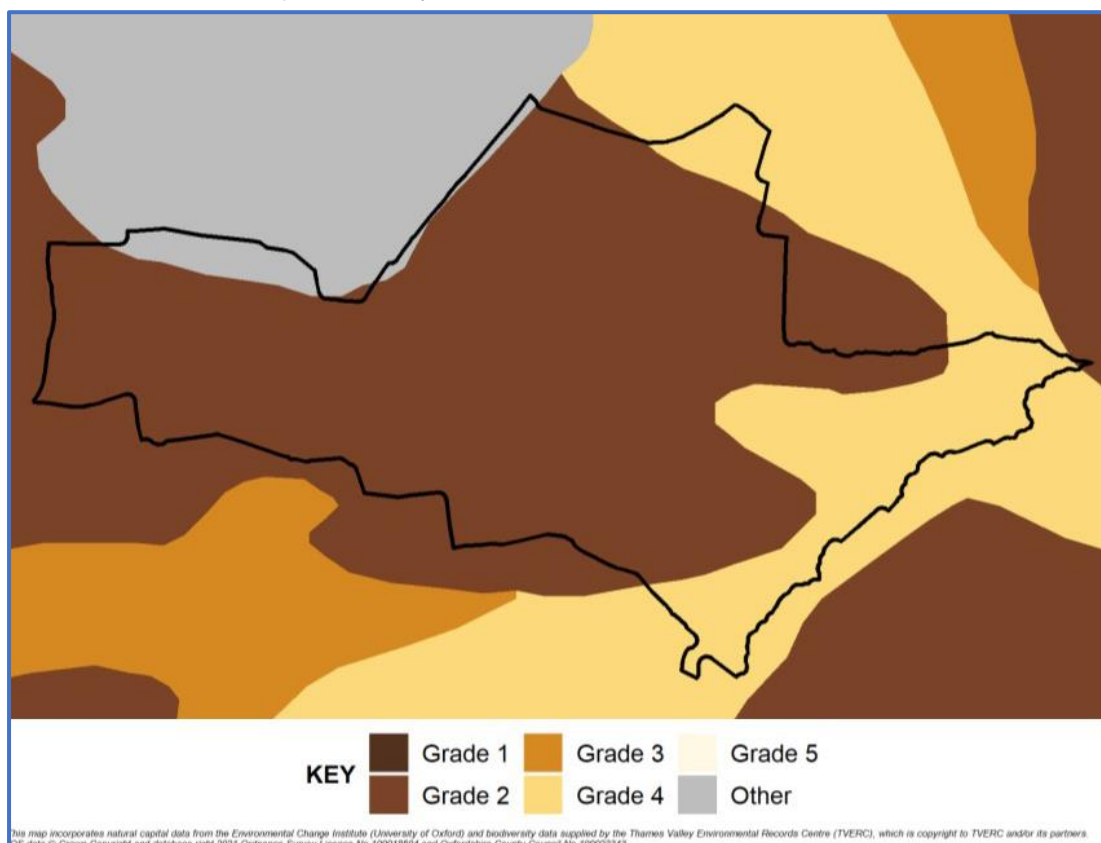 KEY
Grade 1
Grade 3
Grade 5
Grade 2
Grade 4
Other
This map incorporates natural capital data from the Environmental Change Institute (University of Oxford) and biodiversity data supplied by the Thames Valley Environmental Records Centre (TVERC), which is copyright to TVERC and/or its partners.